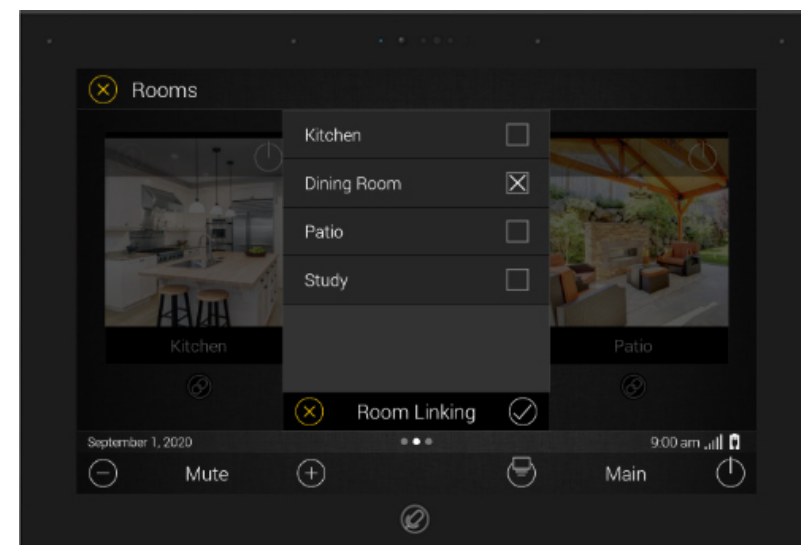 Rooms
Kitchen
Dining Room
Patio
Study
Kitchen
Patio
Room Linking
September 1, 2020
9:00 am
Mute
Main